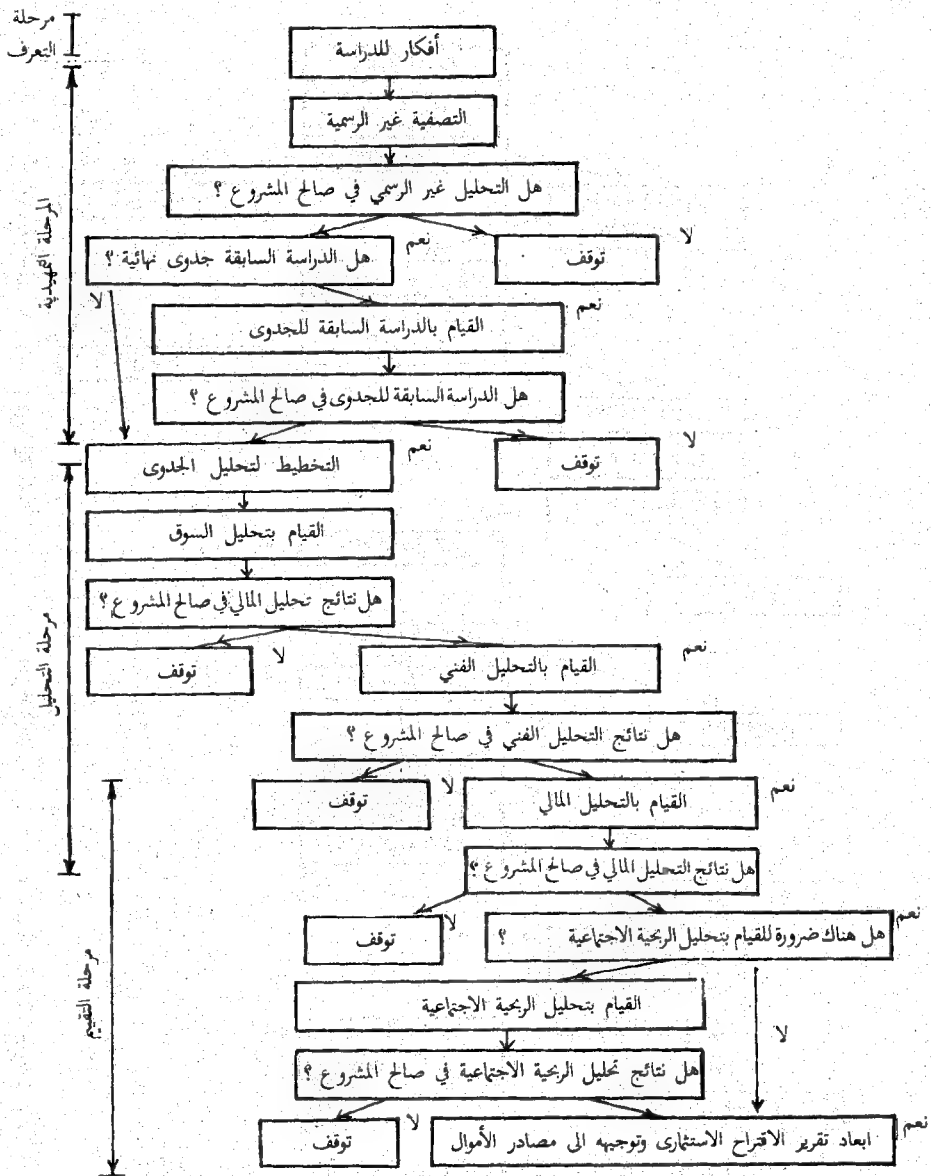 مرحلة
التعرف
أفكار للدراسة
التصفية غير الرسمية
هل التحليل غير الرسمي في صالح المشروع ؟
المرحلة التمهيدية
لا
توقف
نعم
هل الدراسة السابقة جدوى نهائية ؟
لا
نعم
القيام بالدراسة السابقة للجدوى
هل الدراسة السابقة للجدوى في صالح المشروع ؟
لا
توقف
نعم
التخطيط لتحليل الجدوى
القيام بتحليل السوق
هل نتائج تحليل المالي في صالح المشروع ؟
مرحلة التحليل
نعم
القيام بالتحليل الفني
لا
توقف
هل نتائج التحليل الفني في صالح المشروع ؟
نعم
القيام بالتحليل المالي
لا
توقف
هل نتائج التحليل المالي في صالح المشروع ؟
نعم
هل هناك ضرورة للقيام بتحليل الربحية الاجتماعية ؟
لا
توقف
مرحلة التقييم
القيام بتحليل الربحية الاجتماعية
لا
هل نتائج تحليل الربحية الاجتماعية في صالح المشروع ؟
نعم
ابعاد تقرير الاقتراح الاستثمارى وتوجيهه الى مصادر الأموال
لا
توقف